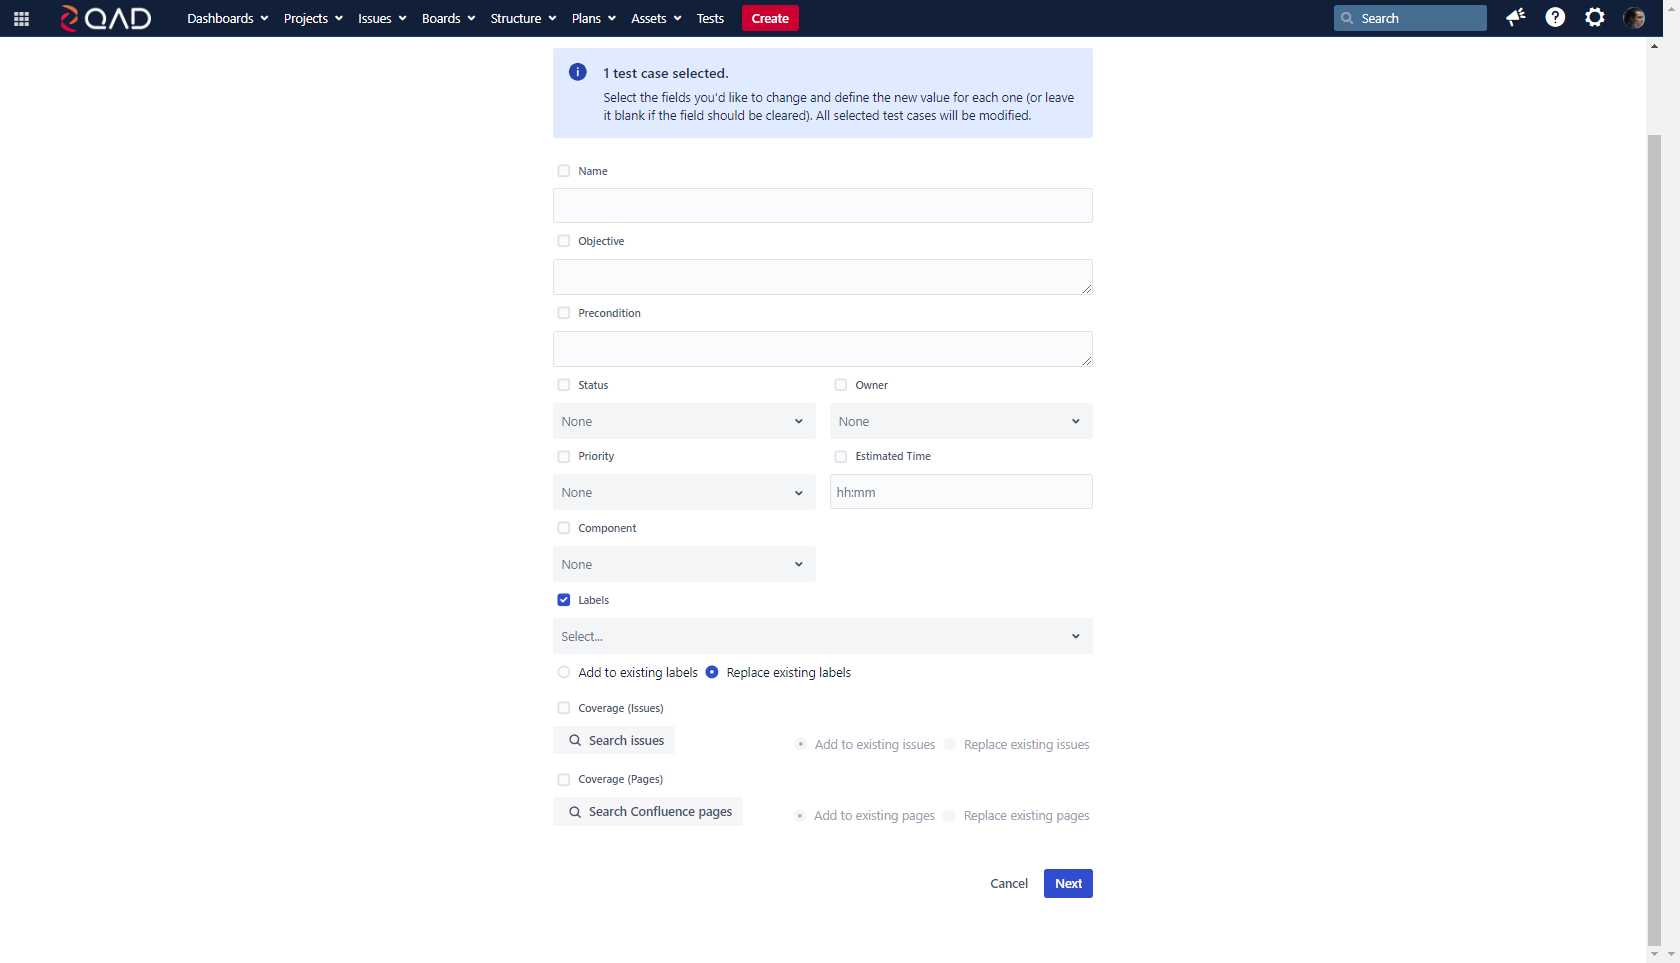 QAD Dashboards Projects Issues Boards Structure Plans Assets Tests Create Search
1 test case selected.
Select the fields you'd like to change and define the new value for each one (or leave
it blank if the field should be cleared). All selected test cases will be modified.
Name
Objective
Precondition
Status Owner
None None
Priority Estimated Time
None hh:mm
Component
None
Labels
Select...
Add to existing labels Replace existing labels
Coverage (Issues)
Search issues Add to existing issues Replace existing issues
Coverage (Pages)
Search Confluence pages Add to existing pages Replace existing pages
Cancel Next